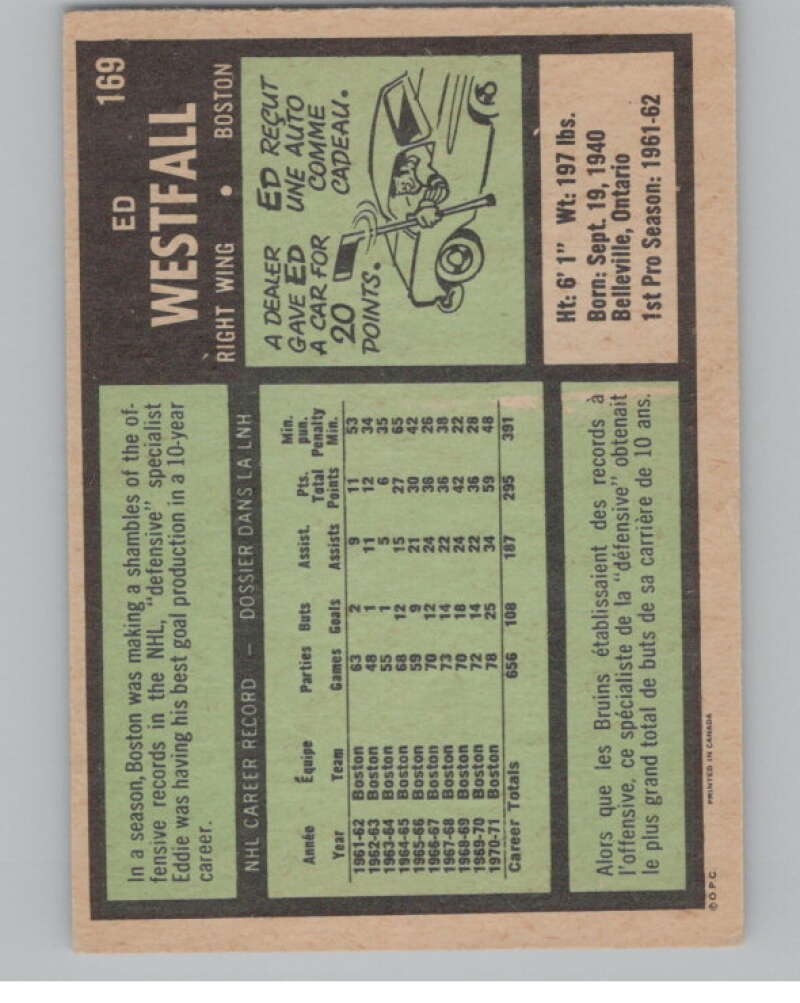 169
ED
WESTFALL
RIGHT WING • BOSTON
In a season, Boston was making a shambles of the of-
fensive records in the NHL, "defensive" specialist
Eddie was having his best goal production in a 10-year
career.
A DEALER
GAVE ED
A CAR FOR
20
POINTS.
ED REÇUT
UNE AUTO
COMME
CADEAU.
NHL CAREER RECORD — DOSSIER DANS LA LNH
Année Équipe Parties Buts Assist. Pts. Total Min. pun. Penalty
Year Team Games Goals Assists Points Min.
1961-62 Boston 63 2 9 11 53
1962-63 Boston 48 1 11 12 34
1963-64 Boston 55 1 5 6 35
1964-65 Boston 68 12 15 27 65
1965-66 Boston 59 9 21 30 42
1966-67 Boston 70 12 24 36 26
1967-68 Boston 73 14 22 36 38
1968-69 Boston 70 18 24 42 22
1969-70 Boston 72 14 22 36 28
1970-71 Boston 78 25 34 59 48
Career Totals 656 108 187 295 391
Ht: 6' 1" Wt: 197 lbs.
Born: Sept. 19, 1940
Belleville, Ontario
1st Pro Season: 1961-62
Alors que les Bruins établissaient des records à
l'offensive, ce spécialiste de la "défensive" obtenait
le plus grand total de buts de sa carrière de 10 ans.
© O.P.C. PRINTED IN CANADA